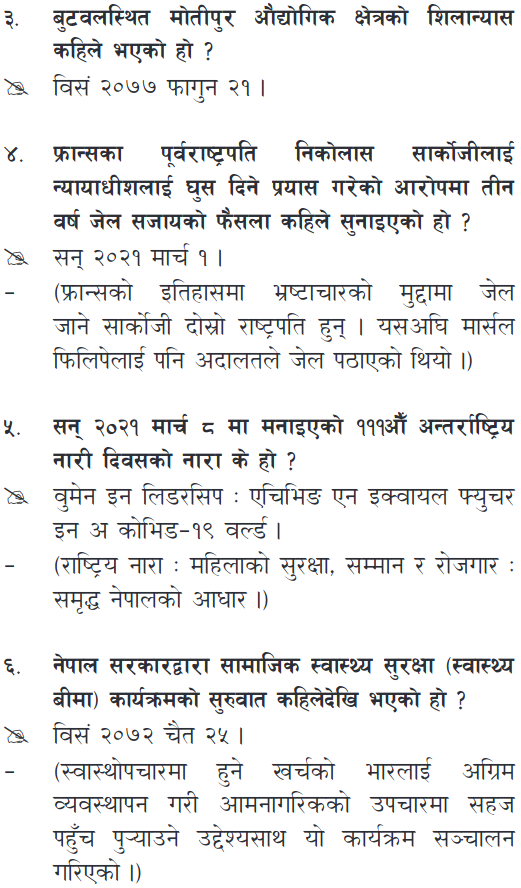 ३. बुटवलस्थित मोतीपुर औद्योगिक क्षेत्रको शिलान्यास
कहिले भएको हो ?
विसं २०७७ फागुन २१ ।
४. फ्रान्सका पूर्वराष्ट्रपति निकोलास सार्कोजीलाई
न्यायाधीशलाई घुस दिने प्रयास गरेको आरोपमा तीन
वर्ष जेल सजायको फैसला कहिले सुनाइएको हो ?
सन् २०२१ मार्च १ ।
– (फ्रान्सको इतिहासमा भ्रष्टाचारको मुद्दामा जेल
जाने सार्कोजी दोस्रो राष्ट्रपति हुन् । यसअघि मार्सल
फिलिपेलाई पनि अदालतले जेल पठाएको थियो ।)
५. सन् २०२१ मार्च ८ मा मनाइएको १११औँ अन्तर्राष्ट्रिय
नारी दिवसको नारा के हो ?
वुमेन इन लिडरसिप : एचिभिङ एन इक्वायल फ्युचर
इन अ कोभिड–१९ वर्ल्ड ।
– (राष्ट्रिय नारा : महिलाको सुरक्षा, सम्मान र रोजगार :
समृद्ध नेपालको आधार ।)
६. नेपाल सरकारद्वारा सामाजिक स्वास्थ्य सुरक्षा (स्वास्थ्य
बीमा) कार्यक्रमको सुरुवात कहिलेदेखि भएको हो ?
विसं २०७२ चैत २५ ।
– (स्वास्थोपचारमा हुने खर्चको भारलाई अग्रिम
व्यवस्थापन गरी आमनागरिकको उपचारमा सहज
पहुँच पुऱ्याउने उद्देश्यसाथ यो कार्यक्रम सञ्चालन
गरिएको ।)